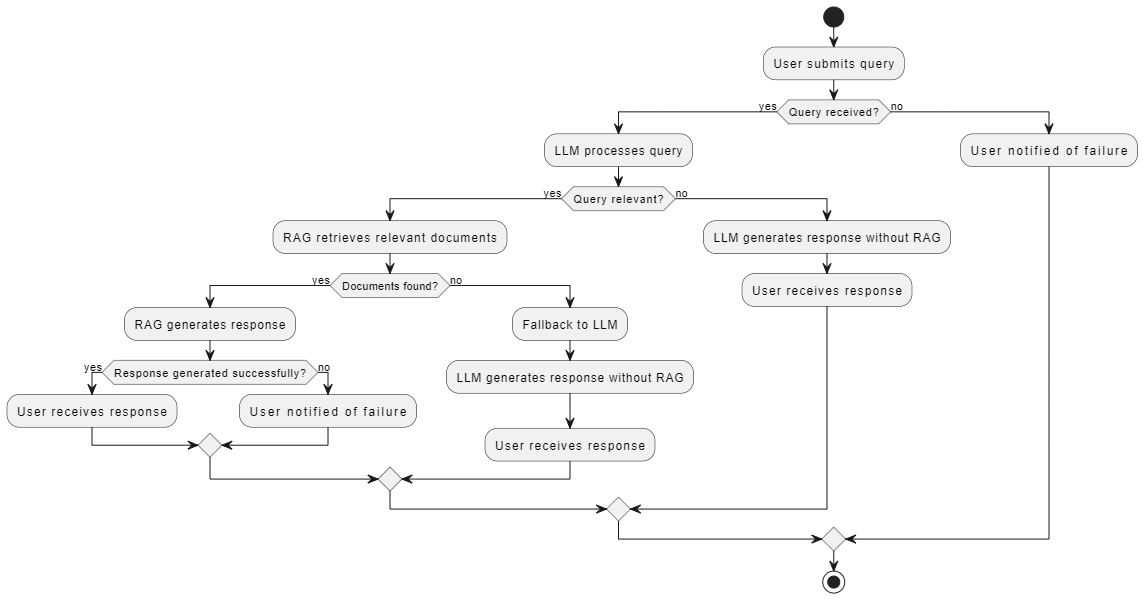 User submits query
yes
Query received?
no
LLM processes query
User notified of failure
yes
Query relevant?
no
RAG retrieves relevant documents
LLM generates response without RAG
yes
Documents found?
no
User receives response
RAG generates response
Fallback to LLM
yes
Response generated successfully?
no
LLM generates response without RAG
User receives response
User notified of failure
User receives response